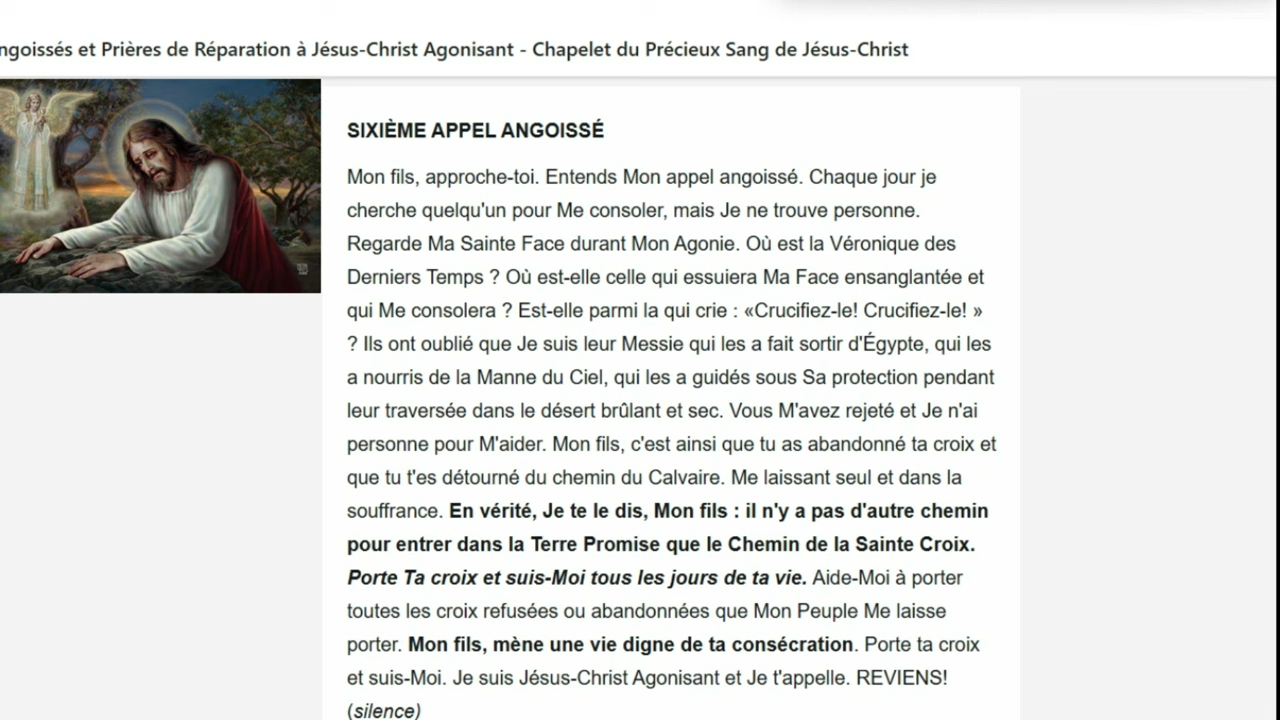 ngoissés et Prières de Réparation à Jésus-Christ Agonisant - Chapelet du Précieux Sang de Jésus-Christ
SIXIÈME APPEL ANGOISSÉ
Mon fils, approche-toi. Entends Mon appel angoissé. Chaque jour je
cherche quelqu'un pour Me consoler, mais Je ne trouve personne.
Regarde Ma Sainte Face durant Mon Agonie. Où est la Véronique des
Derniers Temps ? Où est-elle celle qui essuiera Ma Face ensanglantée et
qui Me consolera ? Est-elle parmi la qui crie : «Crucifiez-le! Crucifiez-le! »
? Ils ont oublié que Je suis leur Messie qui les a fait sortir d'Égypte, qui les
a nourris de la Manne du Ciel, qui les a guidés sous Sa protection pendant
leur traversée dans le désert brûlant et sec. Vous M'avez rejeté et Je n'ai
personne pour M'aider. Mon fils, c'est ainsi que tu as abandonné ta croix et
que tu t'es détourné du chemin du Calvaire. Me laissant seul et dans la
souffrance. En vérité, Je te le dis, Mon fils : il n'y a pas d'autre chemin
pour entrer dans la Terre Promise que le Chemin de la Sainte Croix.
Porte Ta croix et suis-Moi tous les jours de ta vie. Aide-Moi à porter
toutes les croix refusées ou abandonnées que Mon Peuple Me laisse
porter. Mon fils, mène une vie digne de ta consécration. Porte ta croix
et suis-Moi. Je suis Jésus-Christ Agonisant et Je t'appelle. REVIENS!
(silence)